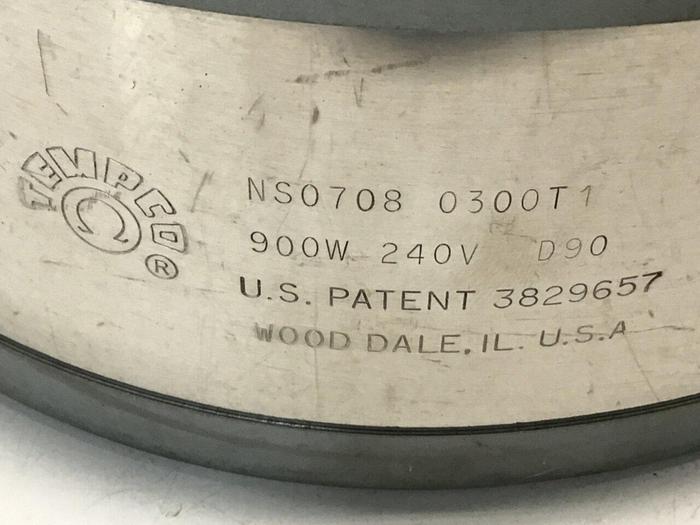 TEMPCO
Ω
®
NS0708 0300T1
900W 240V D90
U.S. PATENT 3829657
WOOD DALE, IL. U.S.A